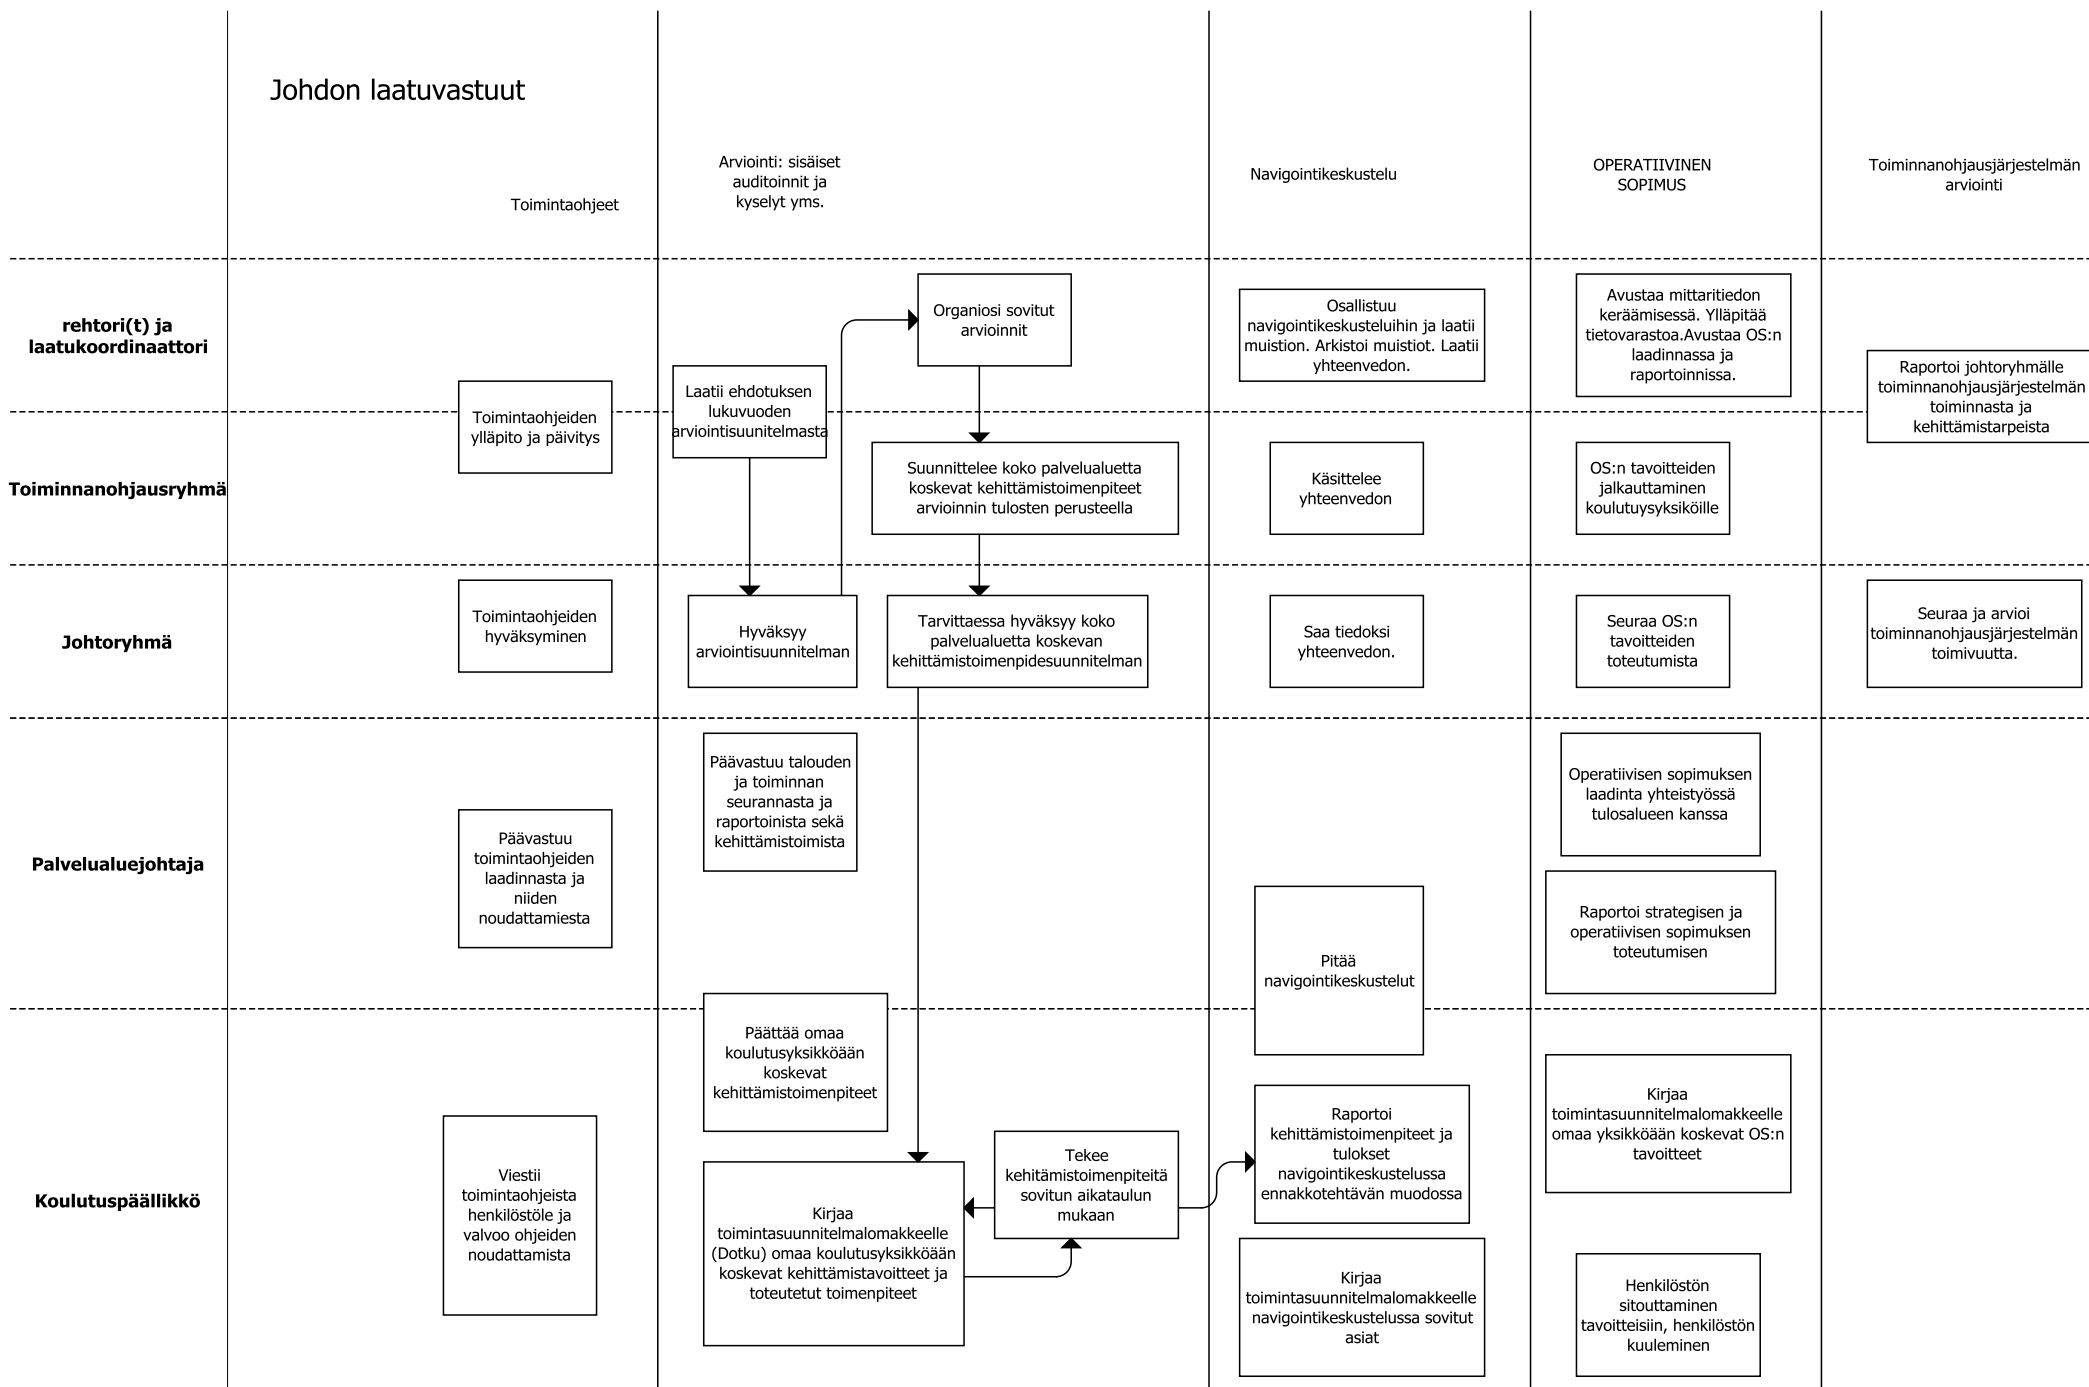 Johdon laatuvastuut
Toimintaohjeet
Arviointi: sisäiset
auditoinnit ja
kyselyt yms.
Navigointikeskustelu
OPERATIIVINEN
SOPIMUS
Toiminnanohjausjärjestelmän
arviointi
rehtori(t) ja
laatukoordinaattori
Toimintaohjeiden
ylläpito ja päivitys
Laatii ehdotuksen
lukuvuoden
arviointisuunitelmasta
Organiosi sovitut
arvioinnit
Osallistuu
navigointikeskusteluihin ja laatii
muistion. Arkistoi muistiot. Laatii
yhteenvedon.
Avustaa mittaritiedon
keräämisessä. Ylläpitää
tietovarastoa.Avustaa OS:n
laadinnassa ja
raportoinnissa.
Raportoi johtoryhmälle
toiminnanohjausjärjestelmän
toiminnasta ja
kehittämistarpeista
Toiminnanohjausryhmä
Suunnittelee koko palvelualuetta
koskevat kehittämistoimenpiteet
arvioinnin tulosten perusteella
Käsittelee
yhteenvedon
OS:n tavoitteiden
jalkauttaminen
koulutuysyksiköille
Johtoryhmä
Toimintaohjeiden
hyväksyminen
Hyväksyy
arviointisuunnitelman
Tarvittaessa hyväksyy koko
palvelualuetta koskevan
kehittämistoimenpidesuunnitelman
Saa tiedoksi
yhteenvedon.
Seuraa OS:n
tavoitteiden
toteutumista
Seuraa ja arvioi
toiminnanohjausjärjestelmän
toimivuutta.
Palvelualuejohtaja
Päävastuu
toimintaohjeiden
laadinnasta ja
niiden
noudattamiesta
Päävastuu talouden
ja toiminnan
seurannasta ja
raportoinista sekä
kehittämistoimista
Pitää
navigointikeskustelut
Operatiivisen sopimuksen
laadinta yhteistyössä
tulosalueen kanssa
Raportoi strategisen ja
operatiivisen sopimuksen
toteutumisen
Koulutuspäällikkö
Viestii
toimintaohjeista
henkilöstöle ja
valvoo ohjeiden
noudattamista
Päättää omaa
koulutusyksikköään
koskevat
kehittämistoimenpiteet
Kirjaa
toimintasuunnitelmalomakkeelle
(Dotku) omaa koulutusyksikköään
koskevat kehittämistavoitteet ja
toteutetut toimenpiteet
Tekee
kehitämistoimenpiteitä
sovitun aikataulun
mukaan
Raportoi
kehittämistoimenpiteet ja
tulokset
navigointikeskustelussa
ennakkotehtävän muodossa
Kirjaa
toimintasuunnitelmalomakkeelle
navigointikeskustelussa sovitut
asiat
Kirjaa
toimintasuunnitelmalomakkeelle
omaa yksikköään koskevat OS:n
tavoitteet
Henkilöstön
sitouttaminen
tavoitteisiin, henkilöstön
kuuleminen